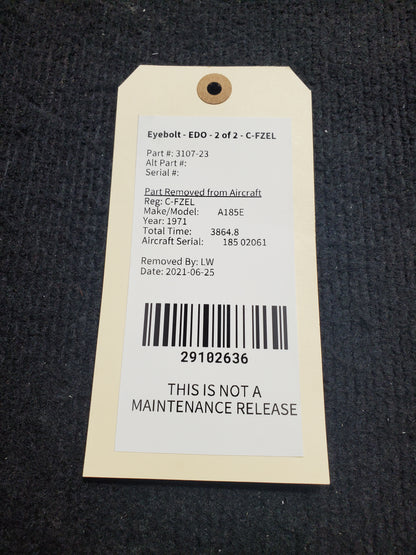 Eyebolt - EDO - 2 of 2 - C-FZEL
Part #: 3107-23
Alt Part#:
Serial #:
Part Removed from Aircraft
Reg: C-FZEL
Make/Model: A185E
Year: 1971
Total Time: 3864.8
Aircraft Serial: 185 02061
Removed By: LW
Date: 2021-06-25
29102636
THIS IS NOT A
MAINTENANCE RELEASE